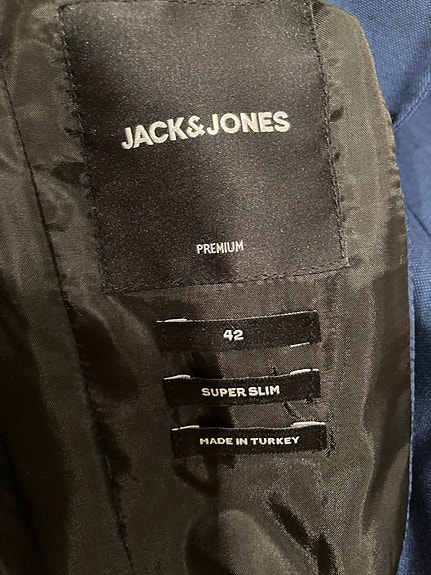 JACK&JONES
PREMIUM
42
SUPER SLIM
MADE IN TURKEY